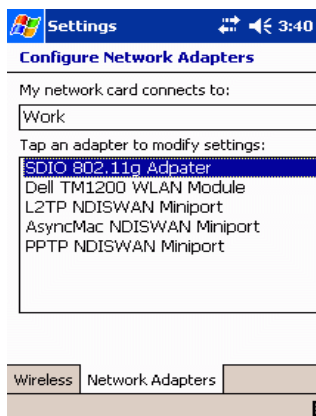 Settings 3:40
Configure Network Adapters
My network card connects to:
Work
Tap an adapter to modify settings:
SDIO 802.11g Adpater
Dell TM1200 WLAN Module
L2TP NDISWAN Miniport
AsyncMac NDISWAN Miniport
PPTP NDISWAN Miniport
Wireless Network Adapters